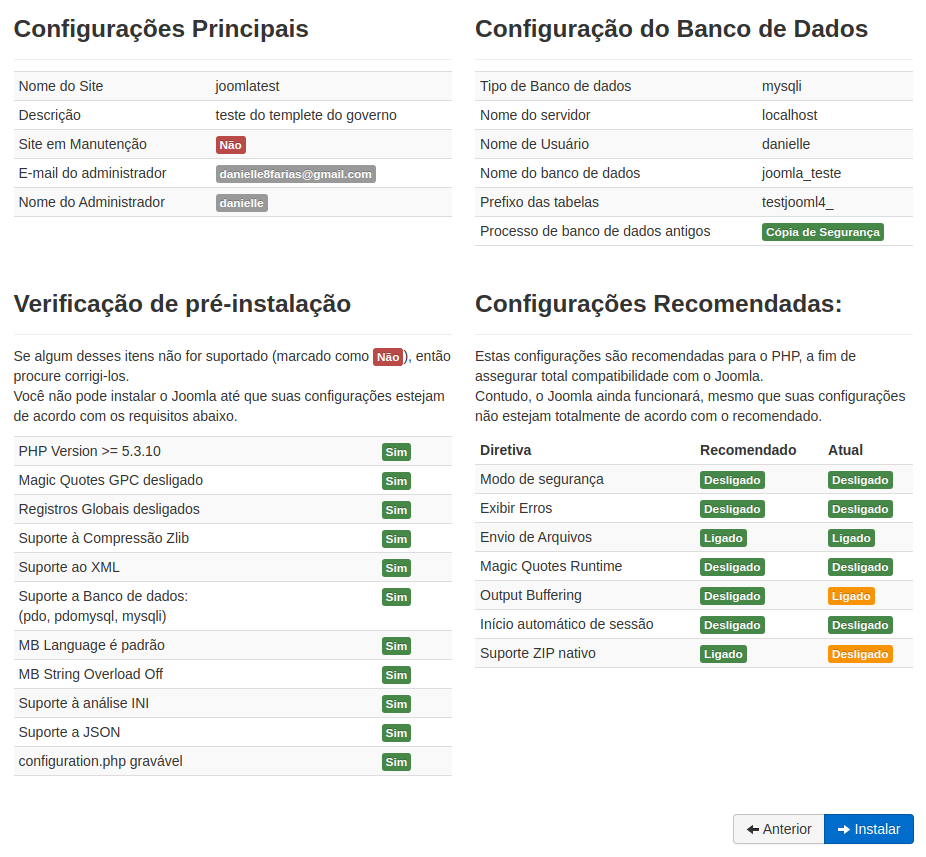 Configurações Principais
Nome do Site joomlatest
Descrição teste do templete do governo
Site em Manutenção Não
E-mail do administrador danielle8farias@gmail.com
Nome do Administrador danielle
Configuração do Banco de Dados
Tipo de Banco de dados mysqli
Nome do servidor localhost
Nome de Usuário danielle
Nome do banco de dados joomla_teste
Prefixo das tabelas testjooml4_
Processo de banco de dados antigos Cópia de Segurança
Verificação de pré-instalação
Se algum desses itens não for suportado (marcado como Não), então
procure corrigi-los.
Você não pode instalar o Joomla até que suas configurações estejam
de acordo com os requisitos abaixo.
PHP Version >= 5.3.10 Sim
Magic Quotes GPC desligado Sim
Registros Globais desligados Sim
Suporte à Compressão Zlib Sim
Suporte ao XML Sim
Suporte a Banco de dados: Sim
(pdo, pdomysql, mysqli)
MB Language é padrão Sim
MB String Overload Off Sim
Suporte à análise INI Sim
Suporte a JSON Sim
configuration.php gravável Sim
Configurações Recomendadas:
Estas configurações são recomendadas para o PHP, a fim de
assegurar total compatibilidade com o Joomla.
Contudo, o Joomla ainda funcionará, mesmo que suas configurações
não estejam totalmente de acordo com o recomendado.
Diretiva Recomendado Atual
Modo de segurança Desligado Desligado
Exibir Erros Desligado Desligado
Envio de Arquivos Ligado Ligado
Magic Quotes Runtime Desligado Desligado
Output Buffering Desligado Ligado
Início automático de sessão Desligado Desligado
Suporte ZIP nativo Ligado Desligado
Anterior Instalar